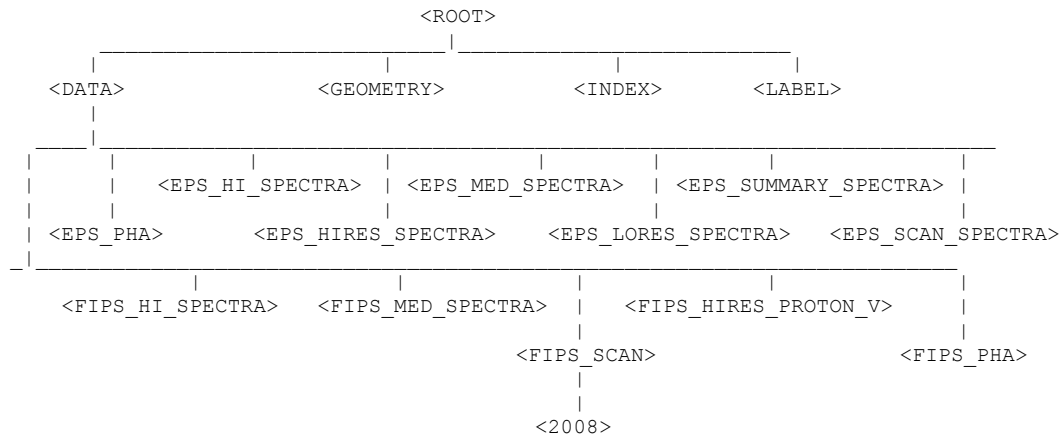 <ROOT>
<DATA> <GEOMETRY> <INDEX> <LABEL>
<EPS_HI_SPECTRA> <EPS_MED_SPECTRA> <EPS_SUMMARY_SPECTRA>
<EPS_PHA> <EPS_HIRES_SPECTRA> <EPS_LORES_SPECTRA> <EPS_SCAN_SPECTRA>
<FIPS_HI_SPECTRA> <FIPS_MED_SPECTRA> <FIPS_HIRES_PROTON_V>
<FIPS_SCAN> <FIPS_PHA>
<2008>